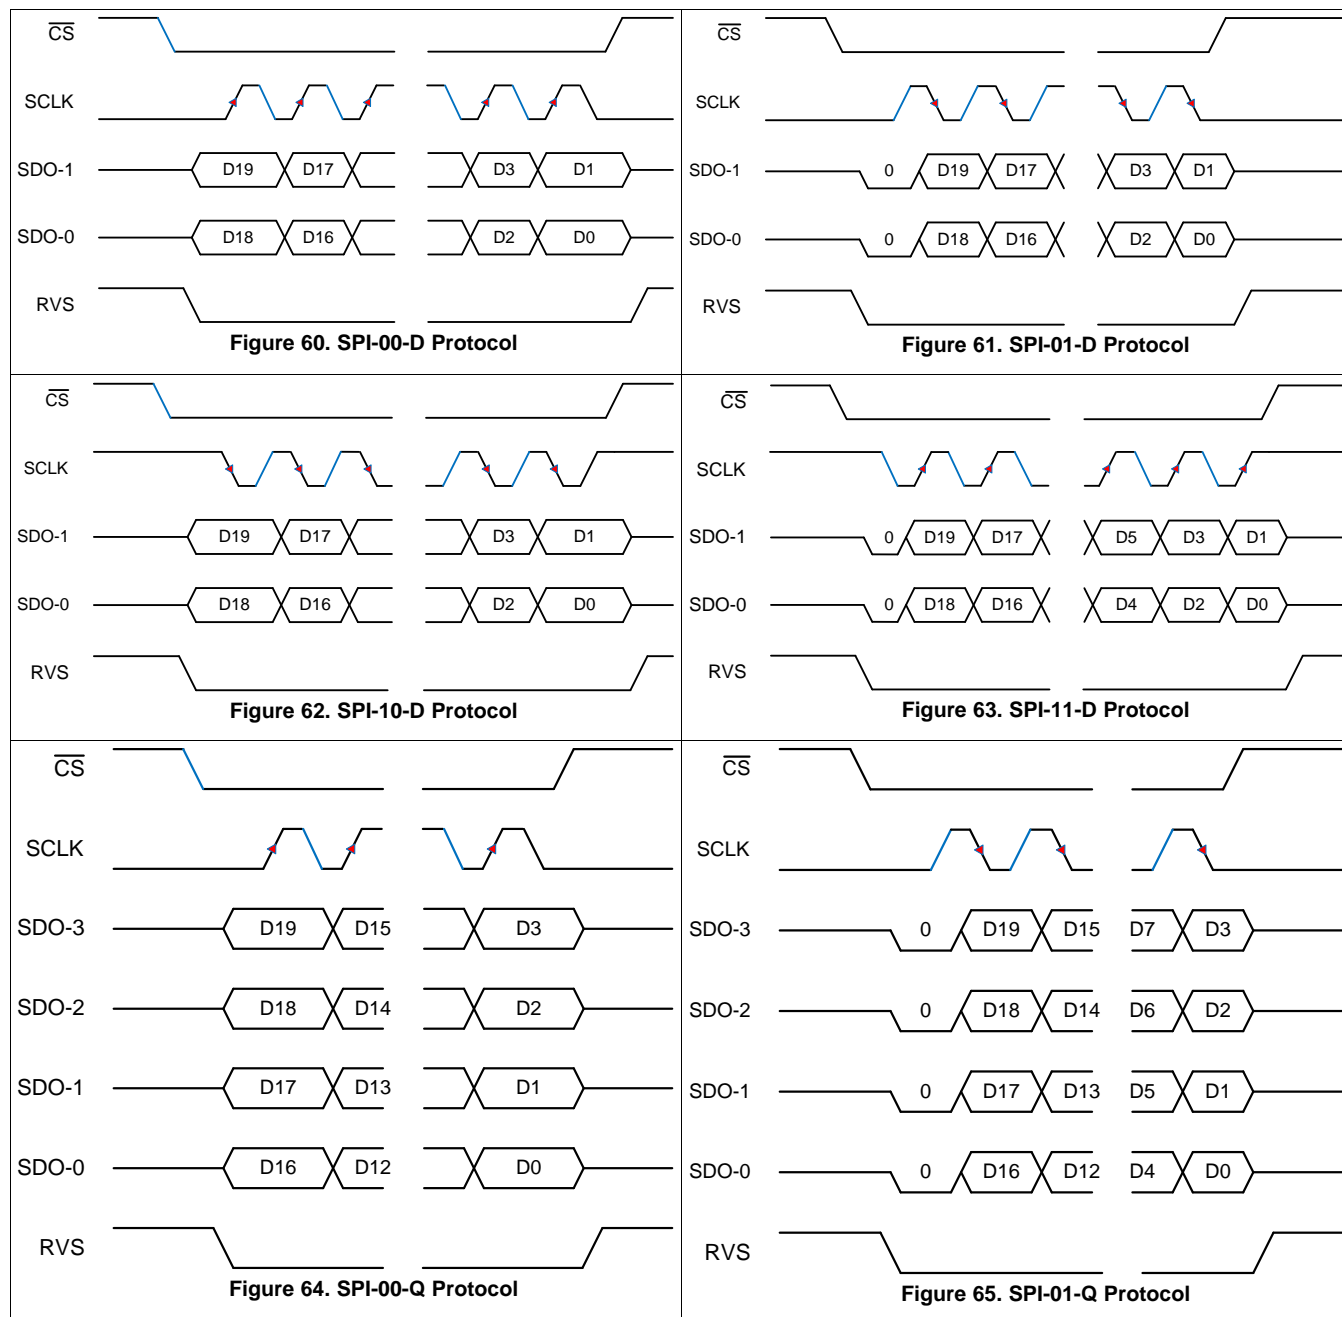 CS
SCLK
SDO-1 D19 D17 D3 D1
SDO-0 D18 D16 D2 D0
RVS
Figure 60. SPI-00-D Protocol
CS
SCLK
SDO-1 0 D19 D17 D3 D1
SDO-0 0 D18 D16 D2 D0
RVS
Figure 61. SPI-01-D Protocol
CS
SCLK
SDO-1 D19 D17 D3 D1
SDO-0 D18 D16 D2 D0
RVS
Figure 62. SPI-10-D Protocol
CS
SCLK
SDO-1 0 D19 D17 D5 D3 D1
SDO-0 0 D18 D16 D4 D2 D0
RVS
Figure 63. SPI-11-D Protocol
CS
SCLK
SDO-3 D19 D15 D3
SDO-2 D18 D14 D2
SDO-1 D17 D13 D1
SDO-0 D16 D12 D0
RVS
Figure 64. SPI-00-Q Protocol
CS
SCLK
SDO-3 0 D19 D15 D7 D3
SDO-2 0 D18 D14 D6 D2
SDO-1 0 D17 D13 D5 D1
SDO-0 0 D16 D12 D4 D0
RVS
Figure 65. SPI-01-Q Protocol